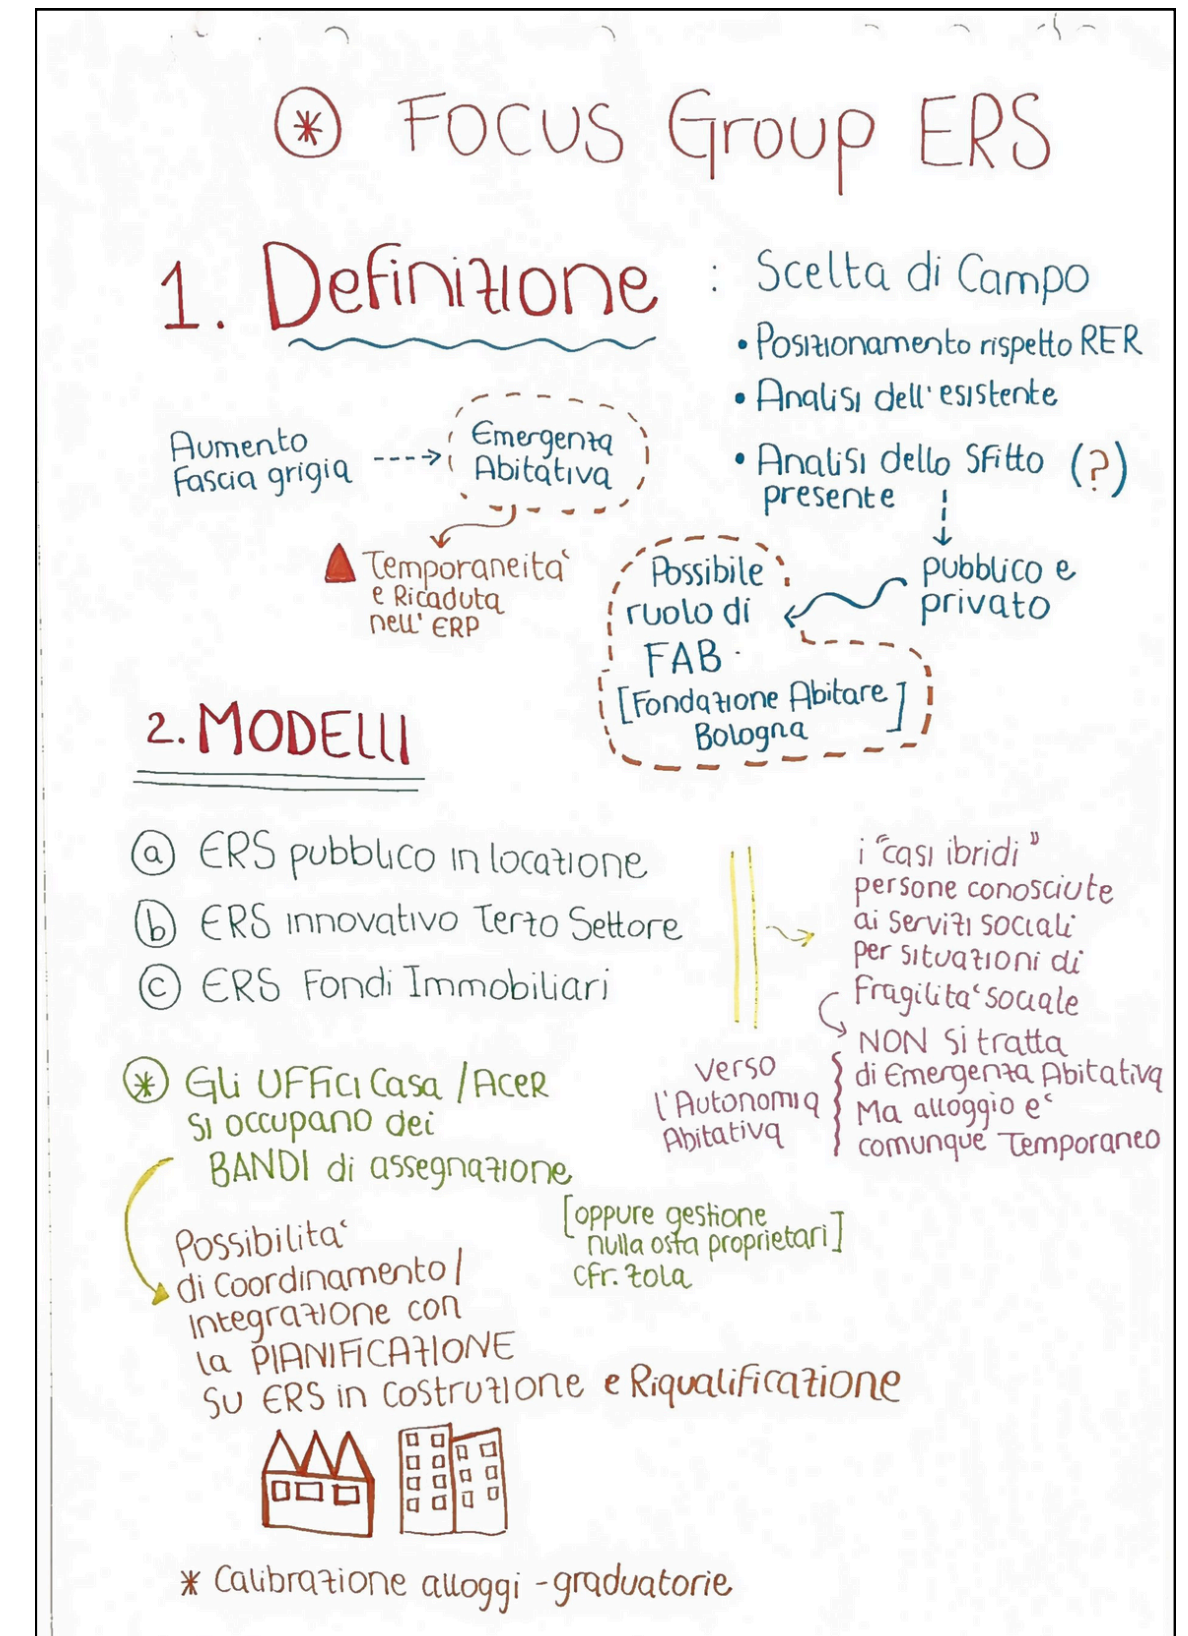 * FOCUS Group ERS
1. Definizione : Scelta di Campo
• Posizionamento rispetto RER
• Analisi dell'esistente
• Analisi dello Sfitto (?)
presente
pubblico e
privato
Aumento
Fascia grigia
Emergenza
Abitativa
Temporaneita'
e Ricaduta
nell' ERP
Possibile
ruolo di
FAB
[Fondazione Abitare
Bologna]
2. MODELLI
a ERS pubblico in locazione
b ERS innovativo Terzo Settore
c ERS Fondi Immobiliari
i "casi ibridi"
persone conosciute
ai servizi sociali
per situazioni di
Fragilita' sociale
NON Si tratta
di Emergenza Abitativa
Ma alloggio e'
comunque Temporaneo
verso
l'Autonomia
Abitativa
* Gli UFFici Casa / Acer
si occupano dei
BANDI di assegnazione
[oppure gestione
nulla osta proprietari]
cfr. Zola
Possibilita'
di Coordinamento /
Integrazione con
la PIANIFICAZIONE
su ERS in Costruzione e Riqualificazione
* Calibrazione alloggi - graduatorie